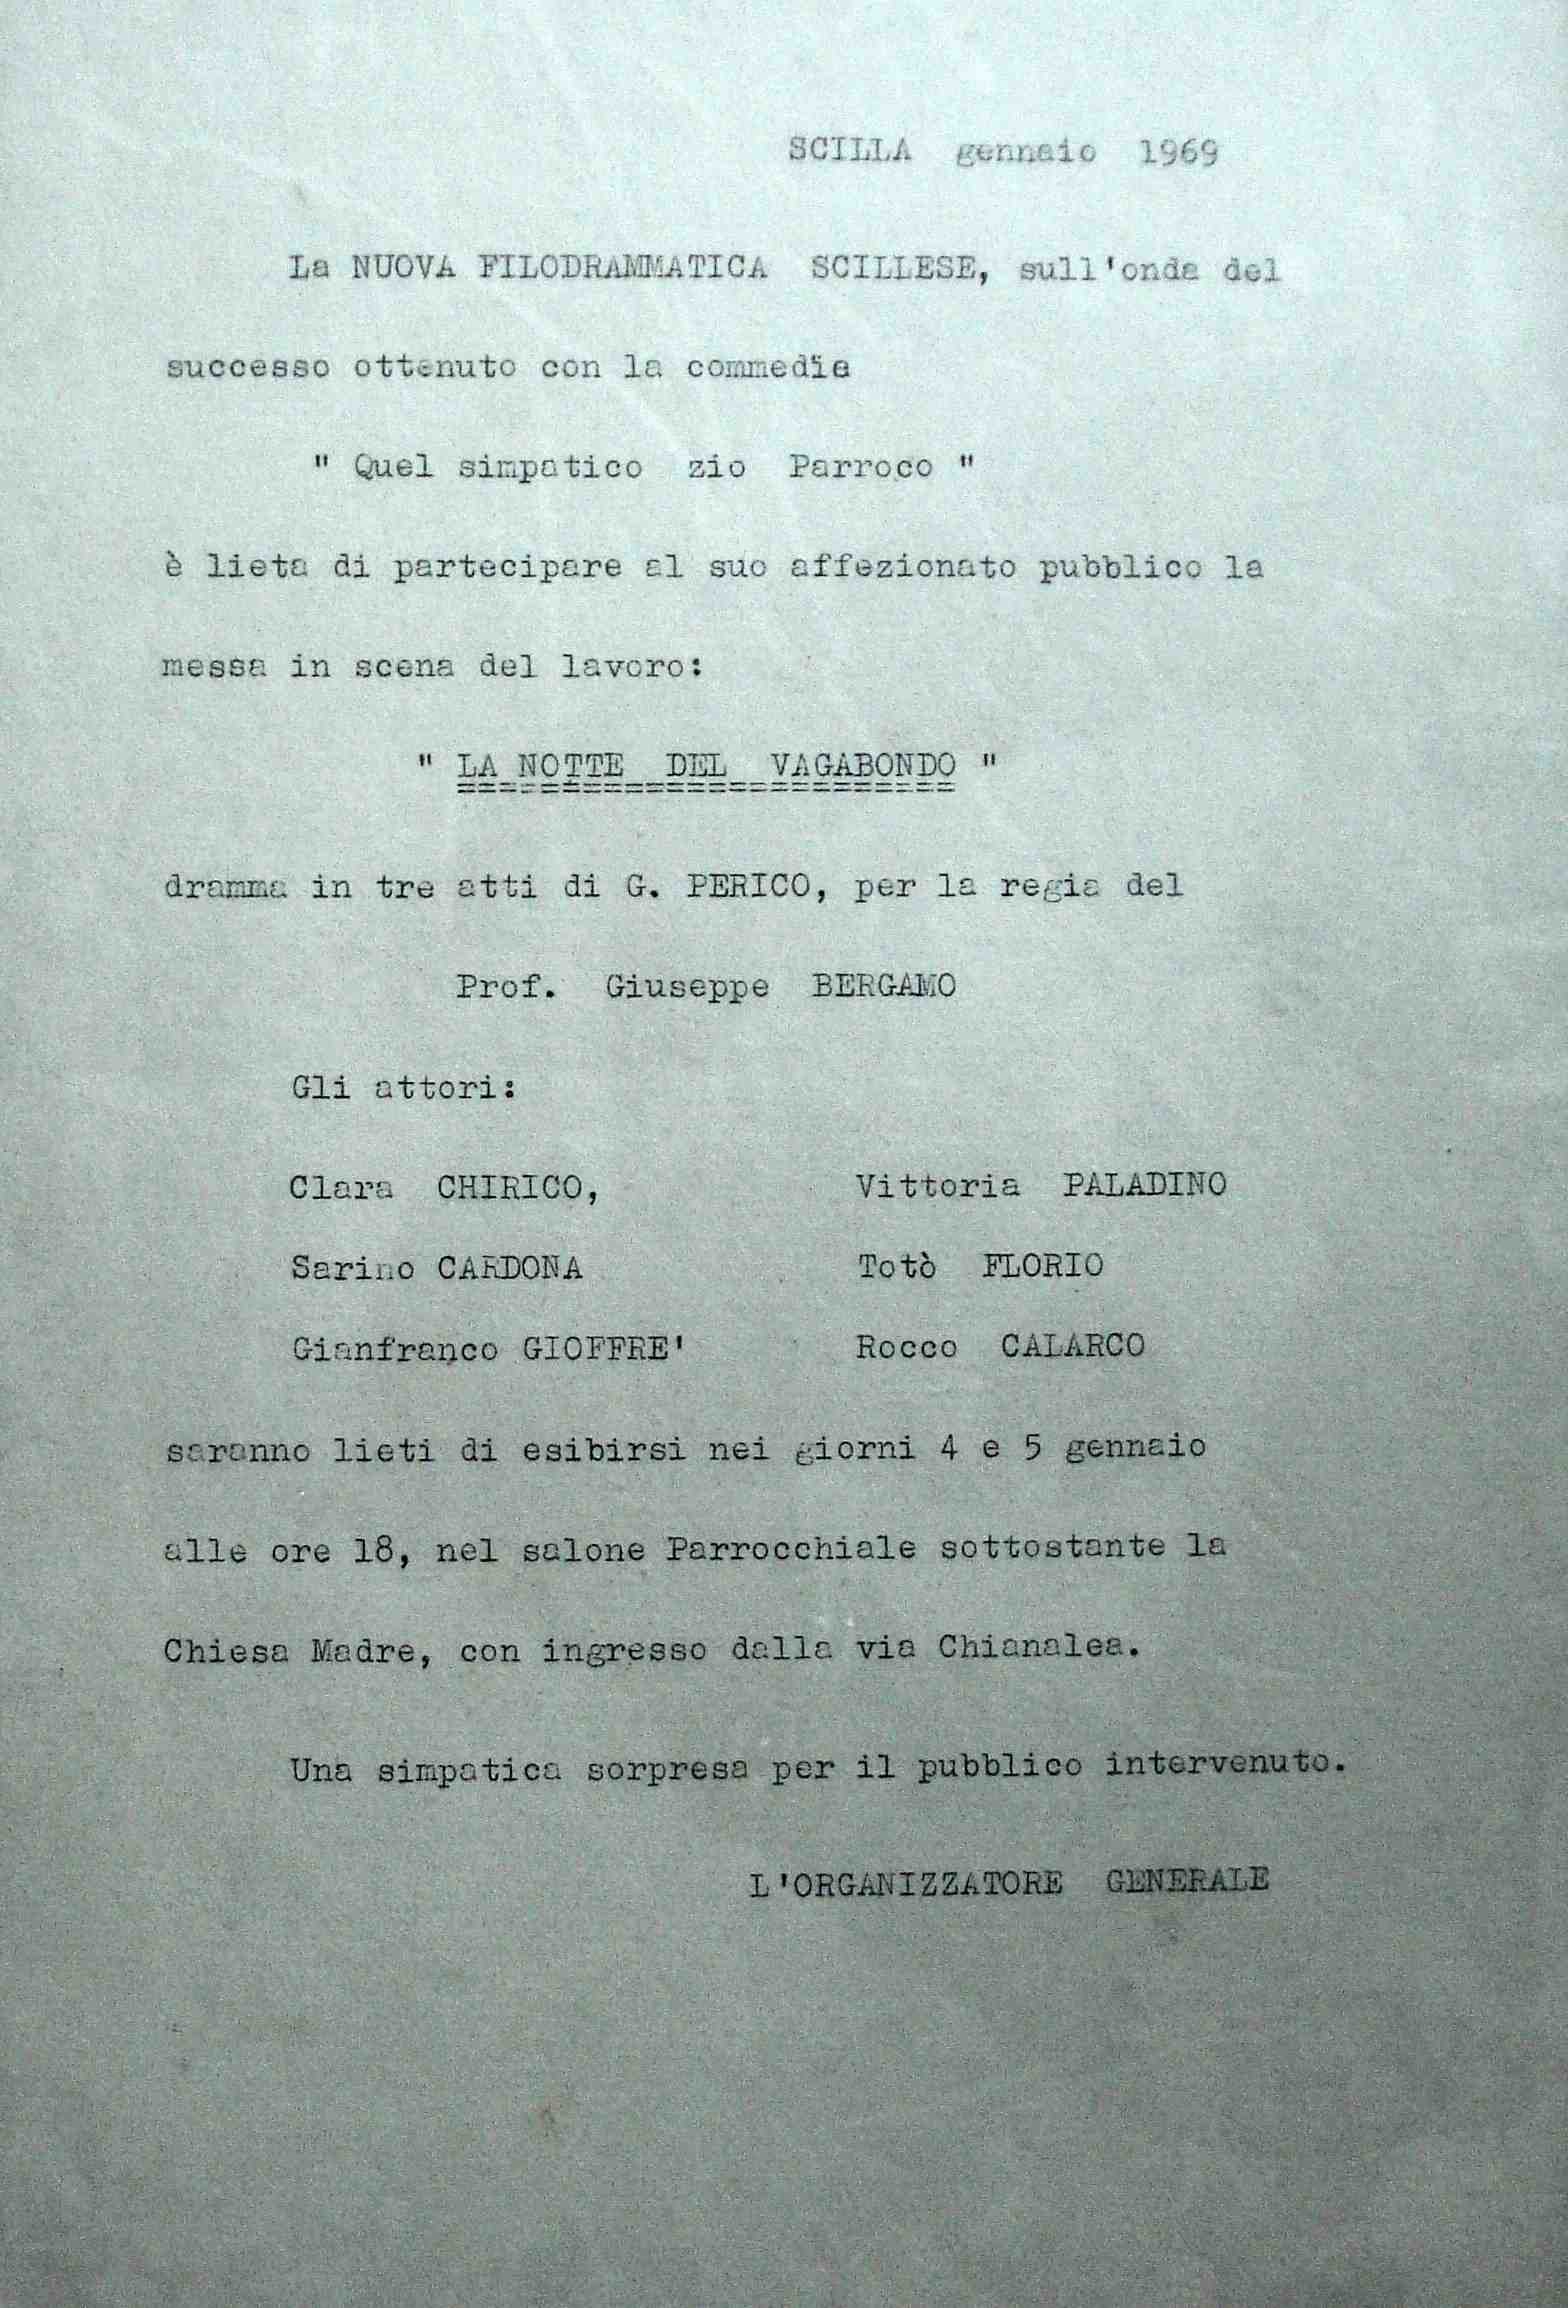 SCILLA gennaio 1969
La NUOVA FILODRAMMATICA SCILLESE, sull'onda del
successo ottenuto con la commedia
" Quel simpatico zio Parroco "
è lieta di partecipare al suo affezionato pubblico la
messa in scena del lavoro:
" LA NOTTE DEL VAGABONDO "
========================
dramma in tre atti di G. PERICO, per la regia del
Prof. Giuseppe BERGAMO
Gli attori:
Clara CHIRICO, Vittoria PALADINO
Sarino CARDONA Totò FLORIO
Gianfranco GIOFFRE' Rocco CALARCO
saranno lieti di esibirsi nei giorni 4 e 5 gennaio
alle ore 18, nel salone Parrocchiale sottostante la
Chiesa Madre, con ingresso dalla via Chianalea.
Una simpatica sorpresa per il pubblico intervenuto.
L'ORGANIZZATORE GENERALE